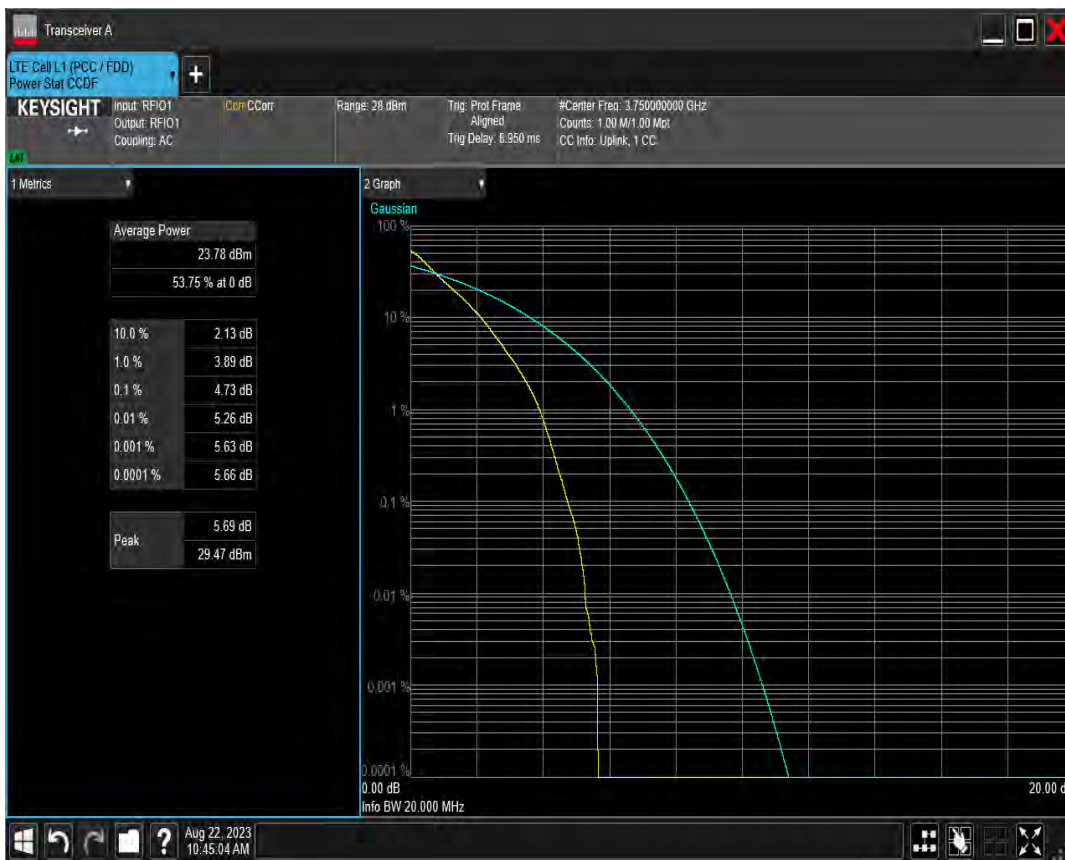 Transceiver A
LTE Cell L1 (PCC / FDD)
Power Stat CCDF
+
KEYSIGHT
Input: RFIO1
Output: RFIO1
Coupling: AC
Corr CCorr
Range: 28 dBm
Trig: Prot Frame
Aligned
Trig Delay: 8.950 ms
#Center Freq: 3.750000000 GHz
Counts: 1.00 M/1.00 Mpt
CC Info: Uplink, 1 CC
1 Metrics
Average Power
23.78 dBm
53.75 % at 0 dB
10.0 % 2.13 dB
1.0 % 3.89 dB
0.1 % 4.73 dB
0.01 % 5.26 dB
0.001 % 5.63 dB
0.0001 % 5.66 dB
Peak
5.69 dB
29.47 dBm
2 Graph
Gaussian
100 %
10 %
1 %
0.1 %
0.01 %
0.001 %
0.0001 %
0.00 dB
20.00 d
Info BW 20.000 MHz
?
Aug 22, 2023
10:45:04 AM